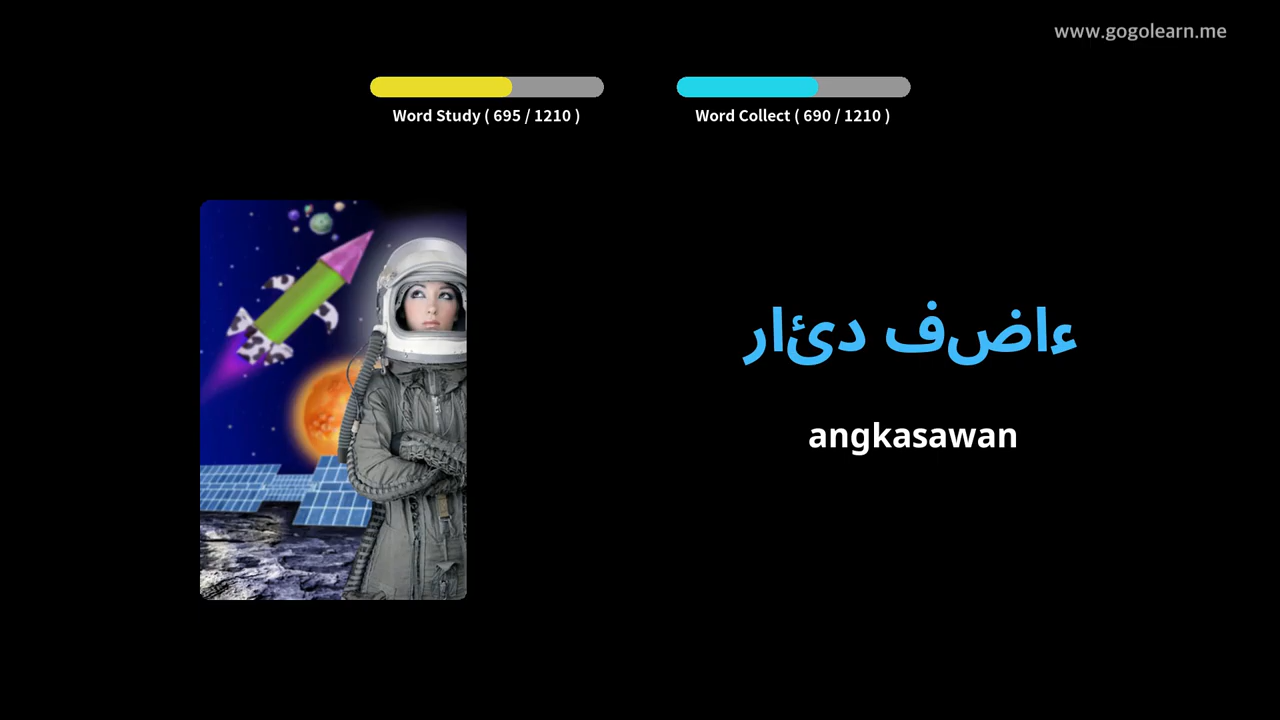 www.gogolearn.me
Word Study ( 695 / 1210 )
Word Collect ( 690 / 1210 )
ءاضف دئار
angkasawan